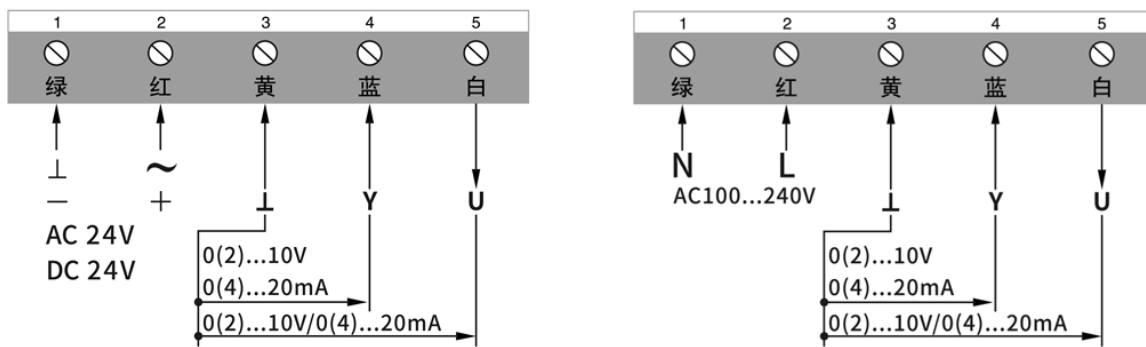 1 2 3 4 5
绿 红 黄 蓝 白
⊥ ~
− + ⊥ Y U
AC 24V
DC 24V
0(2)...10V
0(4)...20mA
0(2)...10V/0(4)...20mA
1 2 3 4 5
绿 红 黄 蓝 白
N L
AC100...240V
⊥ Y U
0(2)...10V
0(4)...20mA
0(2)...10V/0(4)...20mA